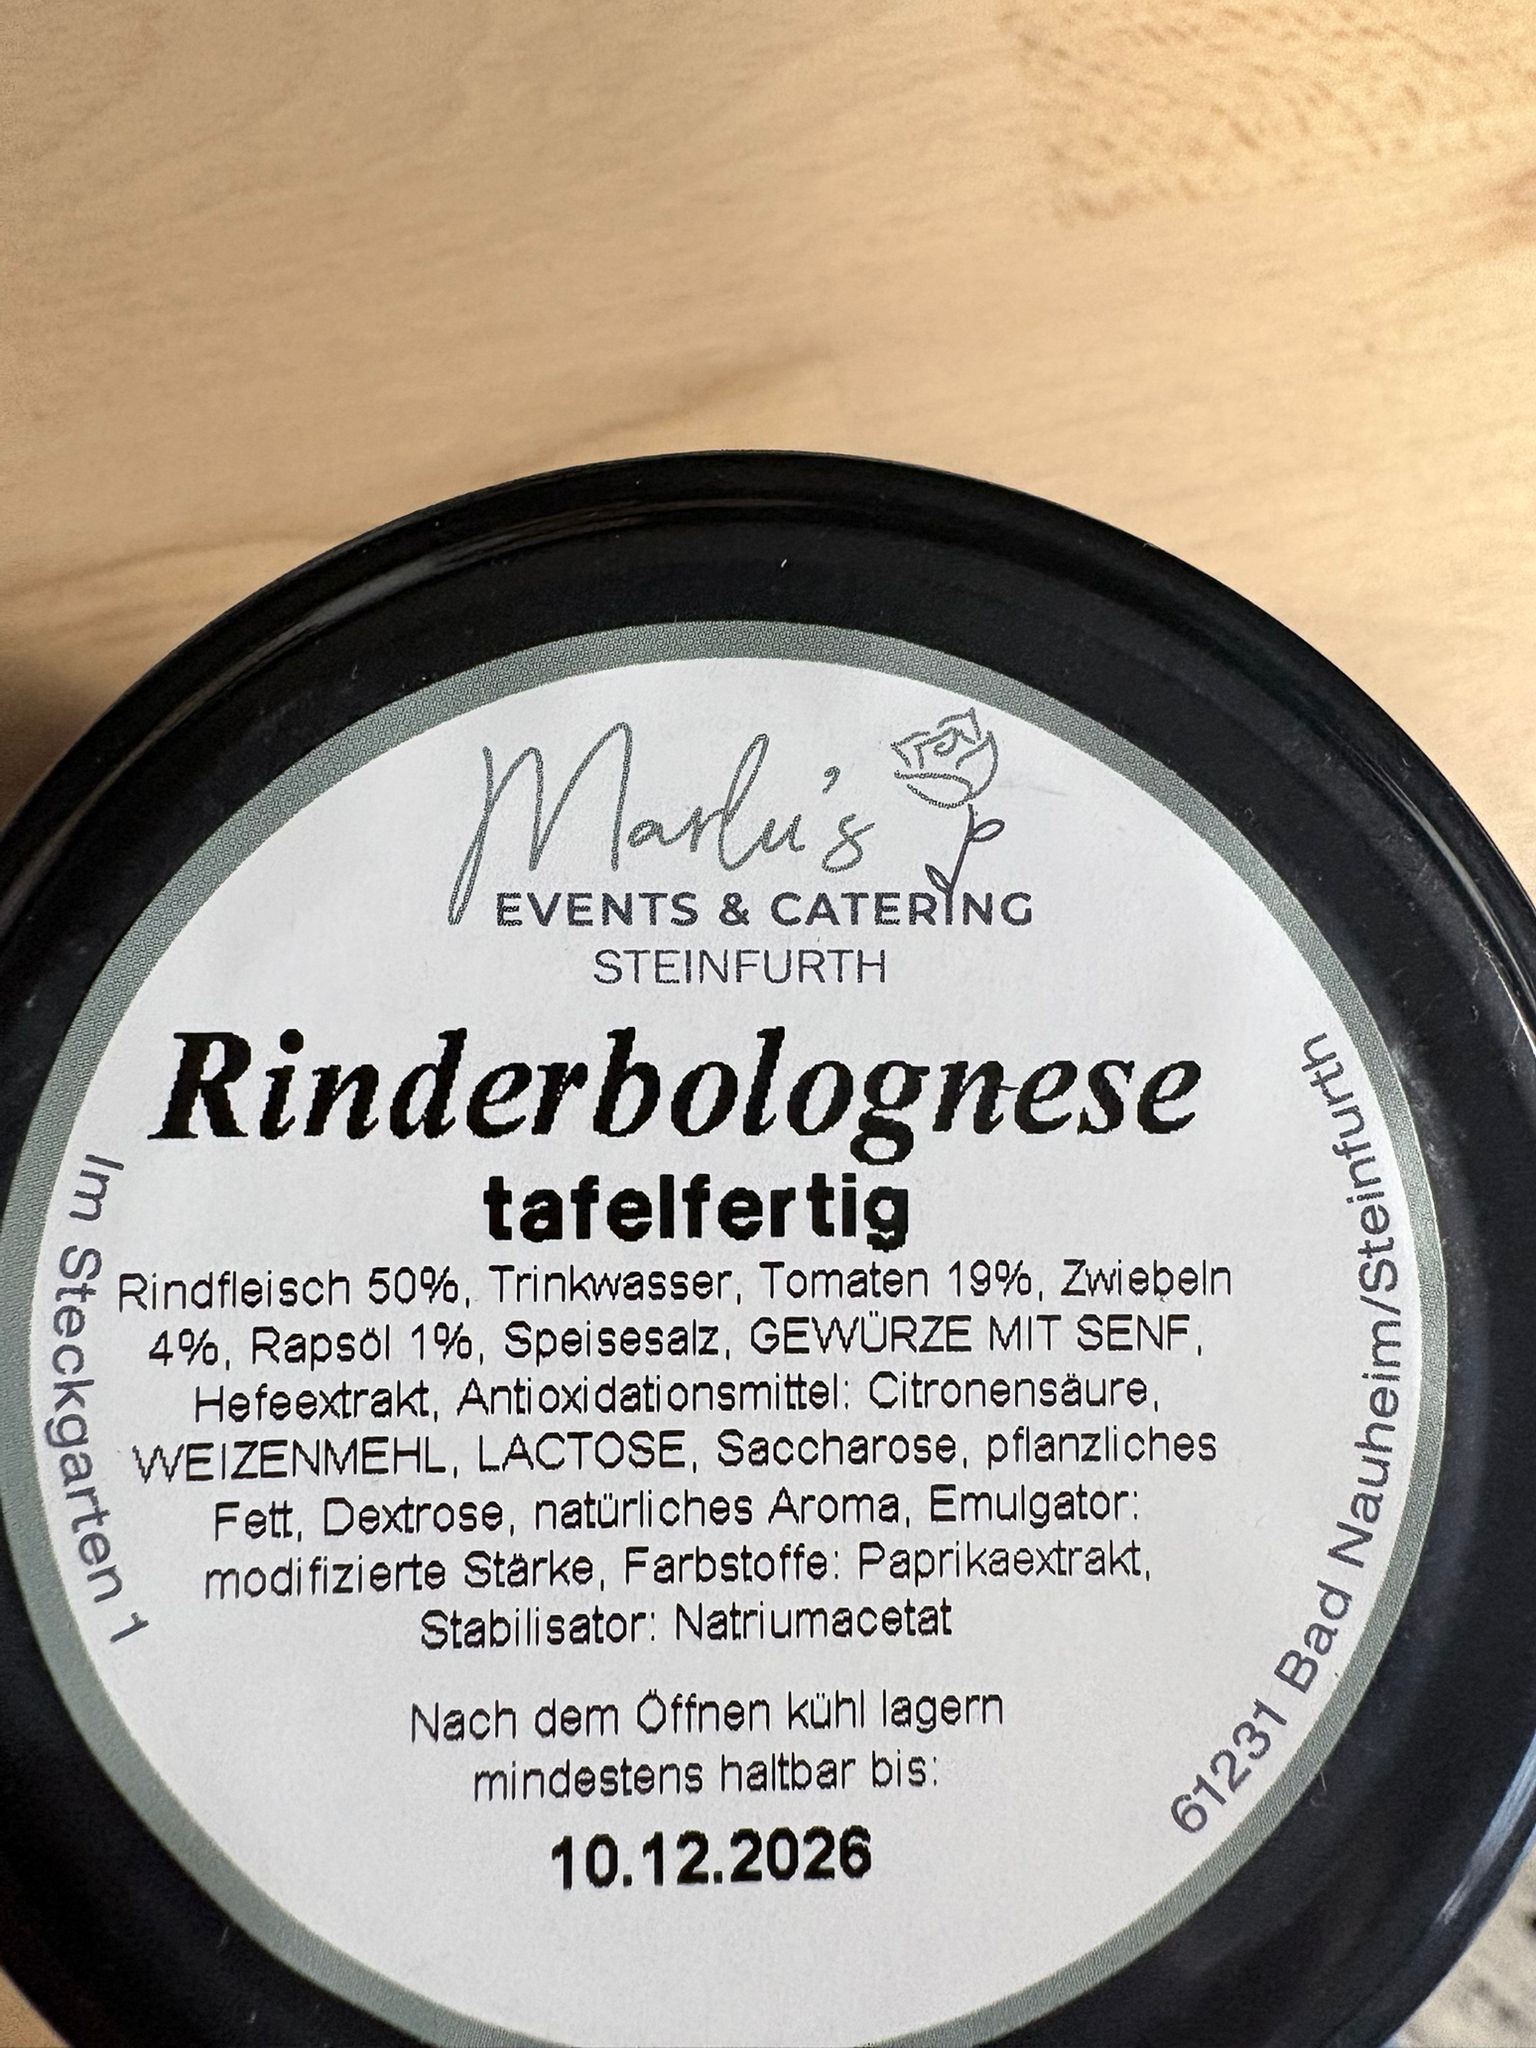 Marlu's
EVENTS & CATERING
STEINFURTH
Rinderbolognese
tafelfertig
Rindfleisch 50%, Trinkwasser, Tomaten 19%, Zwiebeln
4%, Rapsöl 1%, Speisesalz, GEWÜRZE MIT SENF,
Hefeextrakt, Antioxidationsmittel: Citronensäure,
WEIZENMEHL, LACTOSE, Saccharose, pflanzliches
Fett, Dextrose, natürliches Aroma, Emulgator:
modifizierte Stärke, Farbstoffe: Paprikaextrakt,
Stabilisator: Natriumacetat
Nach dem Öffnen kühl lagern
mindestens haltbar bis:
10.12.2026
Im Steckgarten 1
61231 Bad Nauheim/Steinfurth